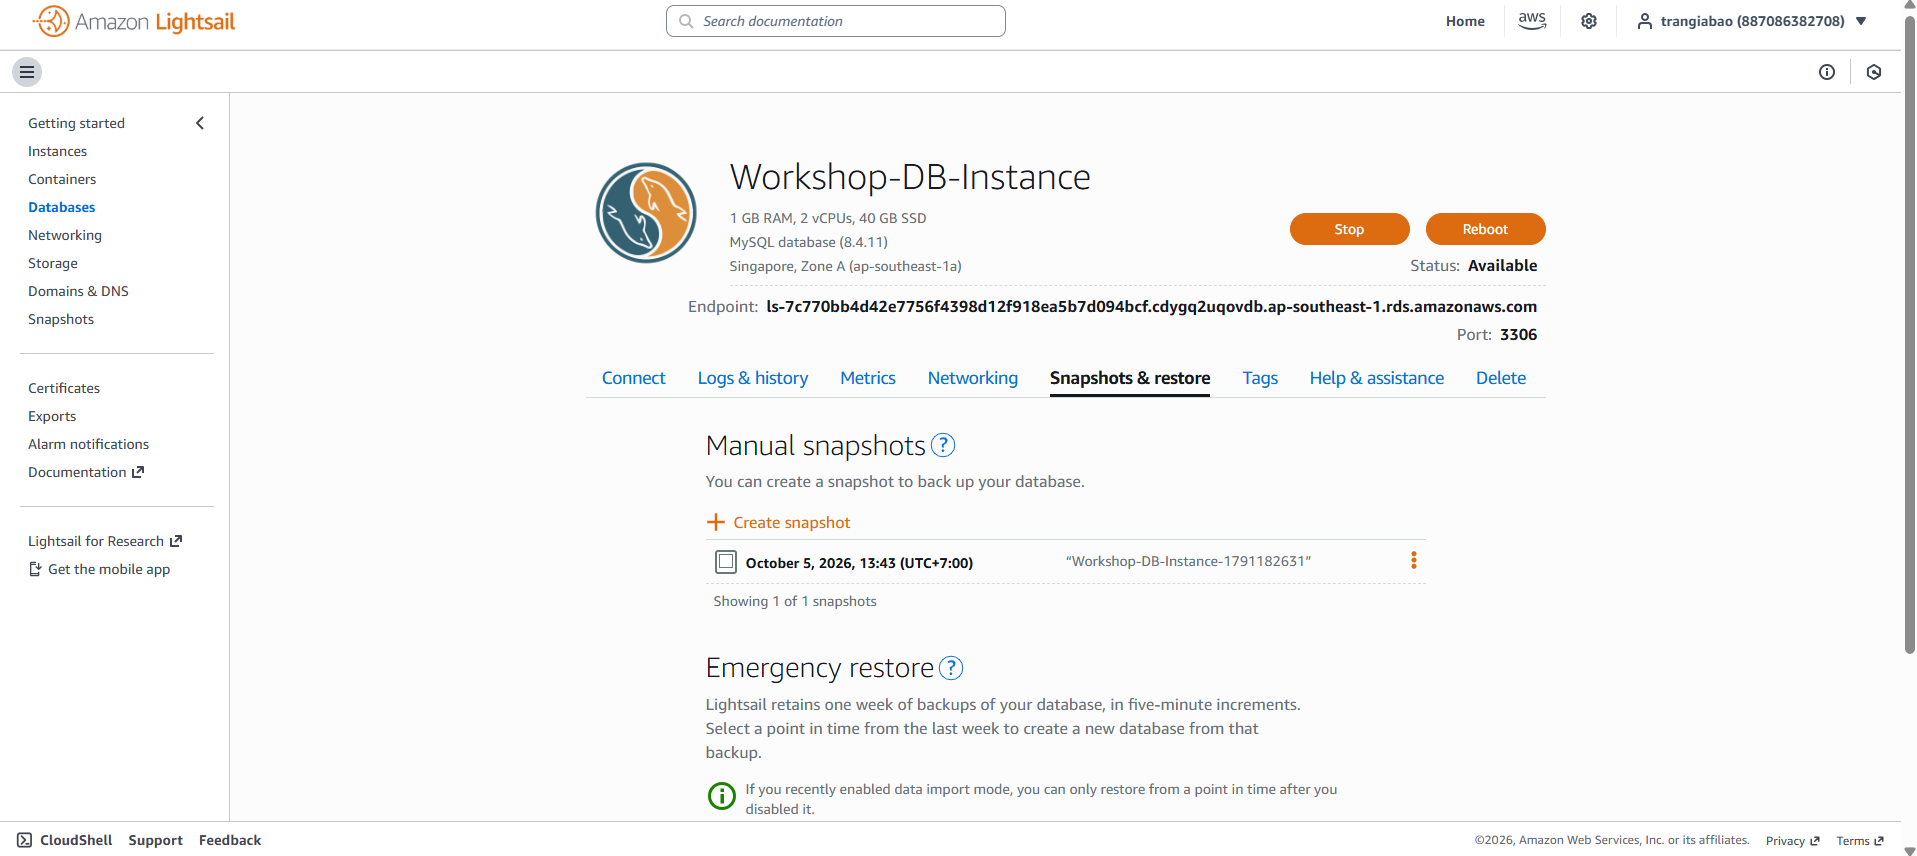 Amazon Lightsail
Search documentation
Home
aws
trangiabao (887086382708)
Getting started
Instances
Containers
Databases
Networking
Storage
Domains & DNS
Snapshots
Certificates
Exports
Alarm notifications
Documentation
Lightsail for Research
Get the mobile app
Workshop-DB-Instance
1 GB RAM, 2 vCPUs, 40 GB SSD
MySQL database (8.4.11)
Singapore, Zone A (ap-southeast-1a)
Stop
Reboot
Status: Available
Endpoint: ls-7c770bb4d42e7756f4398d12f918ea5b7d094bcf.cdygq2uqovdb.ap-southeast-1.rds.amazonaws.com
Port: 3306
Connect
Logs & history
Metrics
Networking
Snapshots & restore
Tags
Help & assistance
Delete
Manual snapshots ?
You can create a snapshot to back up your database.
Create snapshot
October 5, 2026, 13:43 (UTC+7:00)
“Workshop-DB-Instance-1791182631”
Showing 1 of 1 snapshots
Emergency restore ?
Lightsail retains one week of backups of your database, in five-minute increments.
Select a point in time from the last week to create a new database from that
backup.
If you recently enabled data import mode, you can only restore from a point in time after you
disabled it.
CloudShell
Support
Feedback
©2026, Amazon Web Services, Inc. or its affiliates.
Privacy
Terms